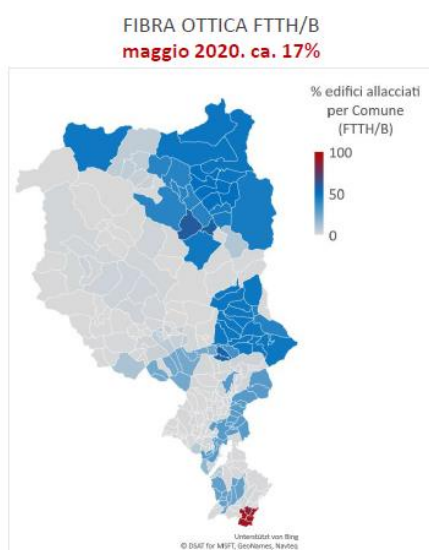 FIBRA OTTICA FTTH/B
maggio 2020. ca. 17%
% edifici allacciati
per Comune
(FTTH/B)
100
50
0
Unterstützt von Bing
© DSAT for MSFT, GeoNames, Navteq